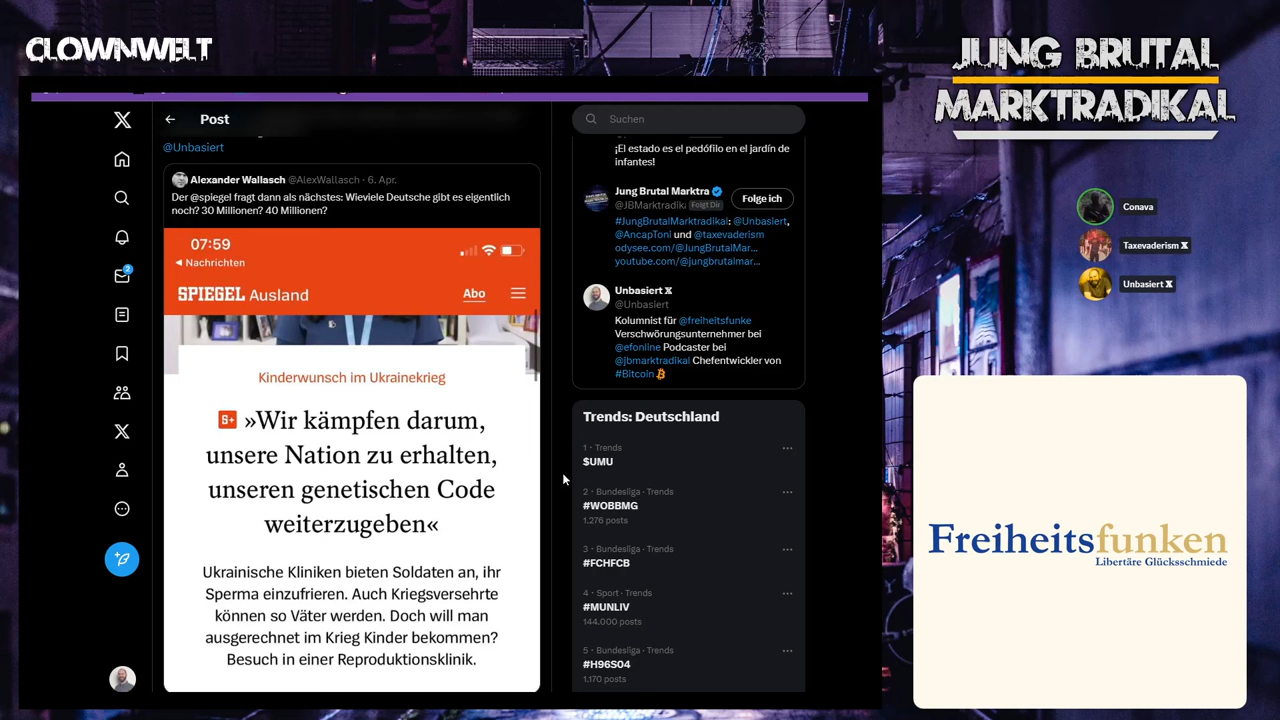 CLOWNWELT
JUNG BRUTAL
MARKTRADIKAL
Post
@Unbasiert
Alexander Wallasch @AlexWallasch · 6. Apr.
Der @spiegel fragt dann als nächstes: Wieviele Deutsche gibt es eigentlich
noch? 30 Millionen? 40 Millionen?
07:59
Nachrichten
SPIEGEL Ausland
Abo
Kinderwunsch im Ukrainekrieg
S+ »Wir kämpfen darum,
unsere Nation zu erhalten,
unseren genetischen Code
weiterzugeben«
Ukrainische Kliniken bieten Soldaten an, ihr
Sperma einzufrieren. Auch Kriegsversehrte
können so Väter werden. Doch will man
ausgerechnet im Krieg Kinder bekommen?
Besuch in einer Reproduktionsklinik.
2
Suchen
¡El estado es el pedófilo en el jardín de
infantes!
Jung Brutal Marktra
Folge ich
@JBMarktradik: Folgt Dir
#JungBrutalMarktradikal: @Unbasiert,
@AncapToni und @taxevaderism
odysee.com/@JungBrutalMar...
youtube.com/@jungbrutalmar...
Unbasiert X
@Unbasiert
Kolumnist für @freiheitsfunke
Verschwörungsunternehmer bei
@efonline Podcaster bei
@jbmarktradikal Chefentwickler von
#Bitcoin
Trends: Deutschland
1 · Trends
$UMU
2 · Bundesliga · Trends
#WOBBMG
1.276 posts
3 · Bundesliga · Trends
#FCHFCB
4 · Sport · Trends
#MUNLIV
144.000 posts
5 · Bundesliga · Trends
#H96S04
1.170 posts
Conava
Taxevaderism X
Unbasiert X
Freiheitsfunken
Libertäre Glücksschmiede